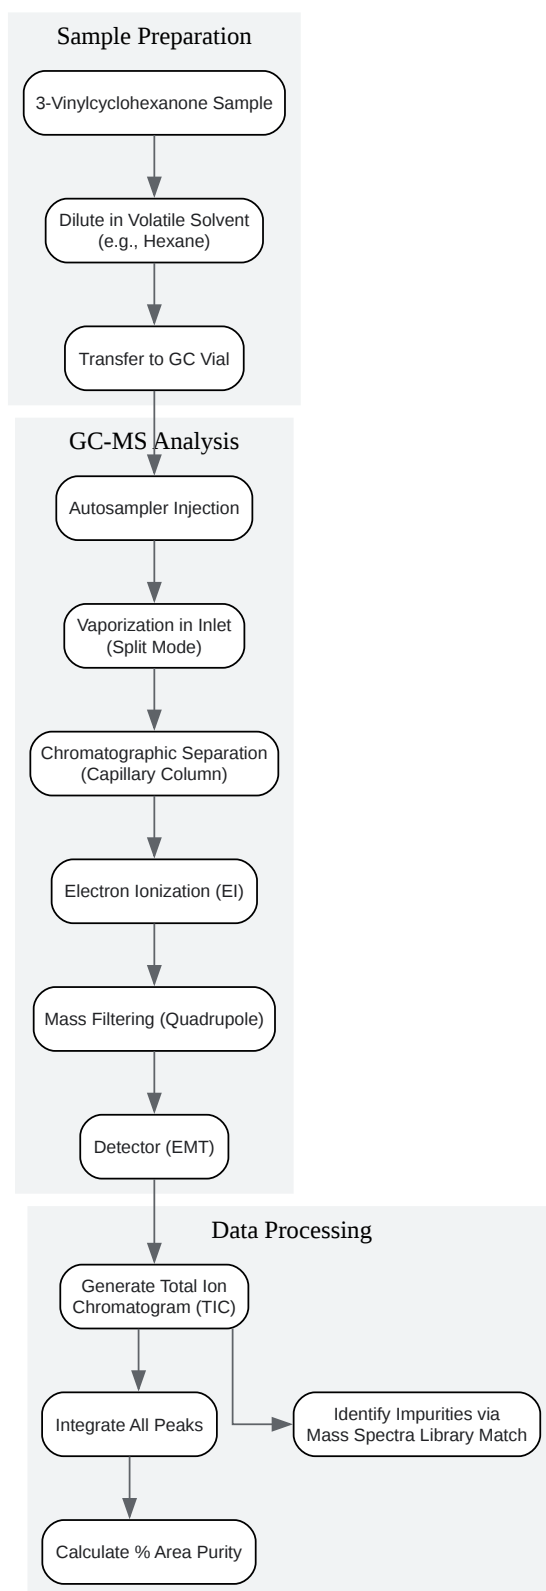 Sample Preparation
3-Vinylcyclohexanone Sample
Dilute in Volatile Solvent
(e.g., Hexane)
Transfer to GC Vial
GC-MS Analysis
Autosampler Injection
Vaporization in Inlet
(Split Mode)
Chromatographic Separation
(Capillary Column)
Electron Ionization (EI)
Mass Filtering (Quadrupole)
Detector (EMT)
Data Processing
Generate Total Ion
Chromatogram (TIC)
Integrate All Peaks
Identify Impurities via
Mass Spectra Library Match
Calculate % Area Purity